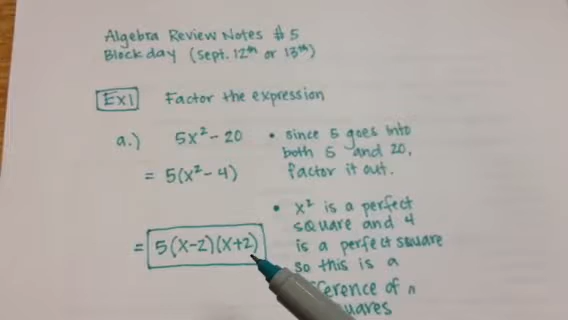 Algebra Review Notes #5
Block day (Sept. 12th or 13th)
Ex1 Factor the expression
a.) 5x² - 20
= 5(x² - 4)
= 5(x-2)(x+2)
• since 5 goes into
both 5 and 20,
factor it out.
• x² is a perfect
square and 4
is a perfect square
so this is a
of